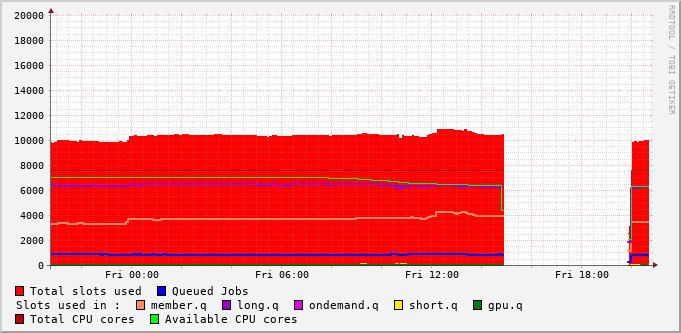 RRDTOOL / TOBI OETIKER
20000
18000
16000
14000
12000
10000
8000
6000
4000
2000
0
Fri 00:00 Fri 06:00 Fri 12:00 Fri 18:00
Total slots used Queued Jobs
Slots used in : member.q long.q ondemand.q short.q gpu.q
Total CPU cores Available CPU cores